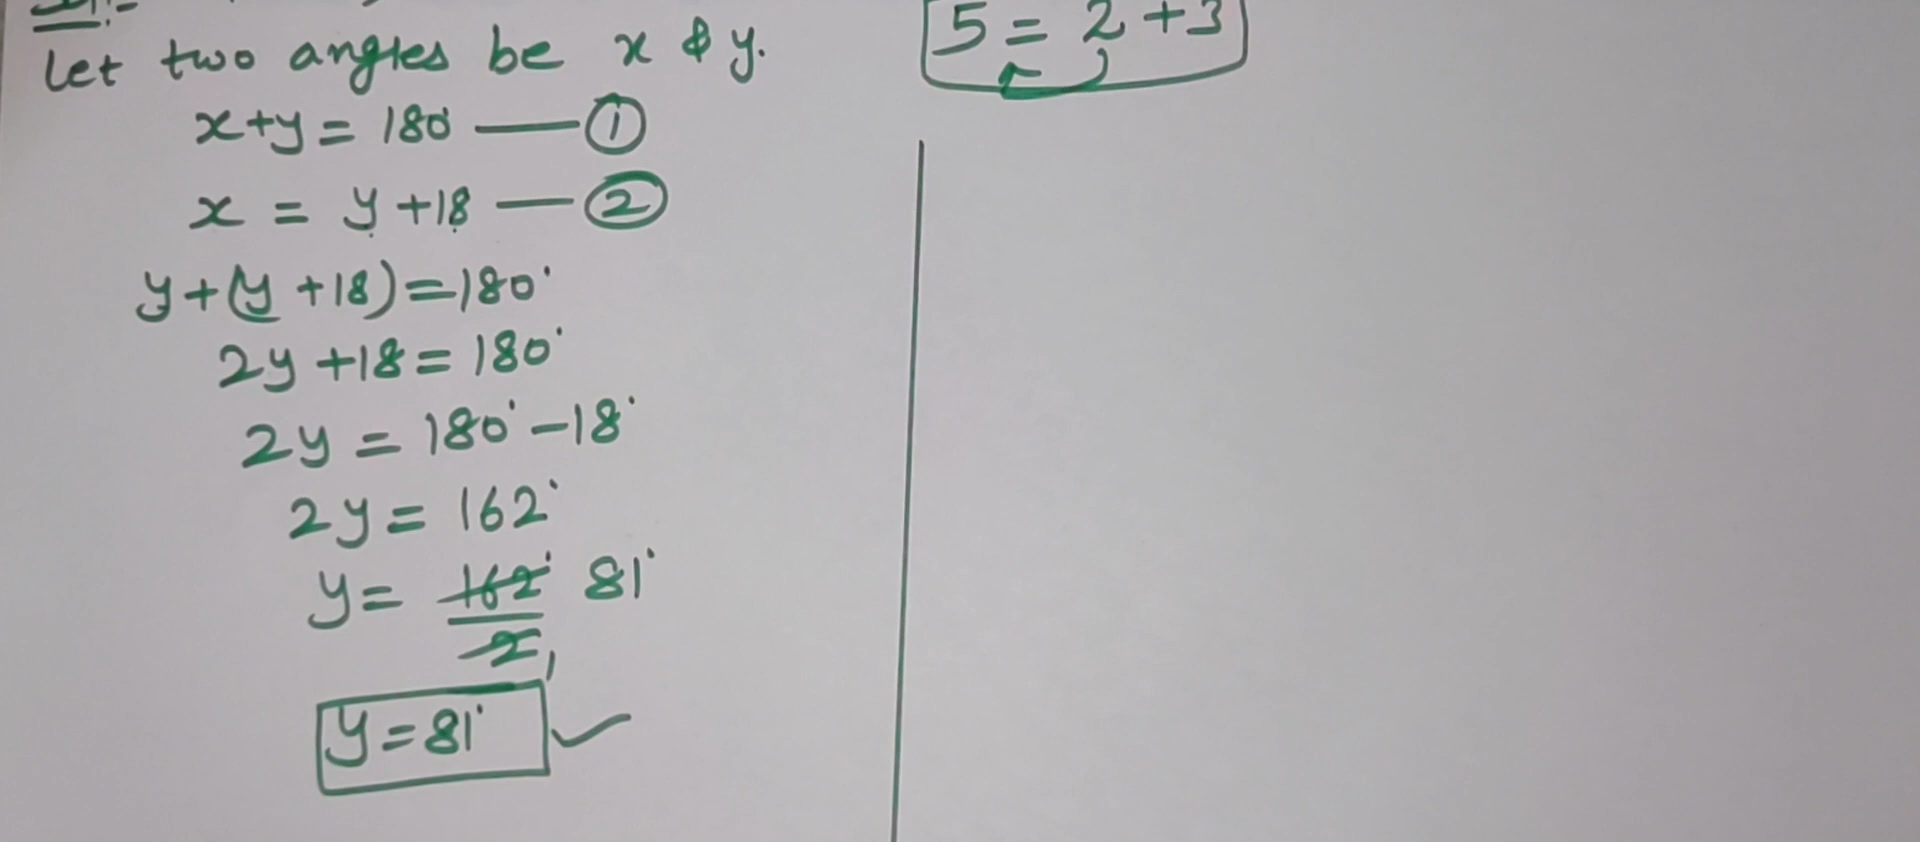 Let two angles be x & y.
x+y = 180° —— ①
x = y +18 —— ②
y+(y +18)=180°
2y +18 = 180°
2y = 180° -18°
2y = 162°
y= 162° 81°
2 1
y = 81° ✓
5 = 2 +3